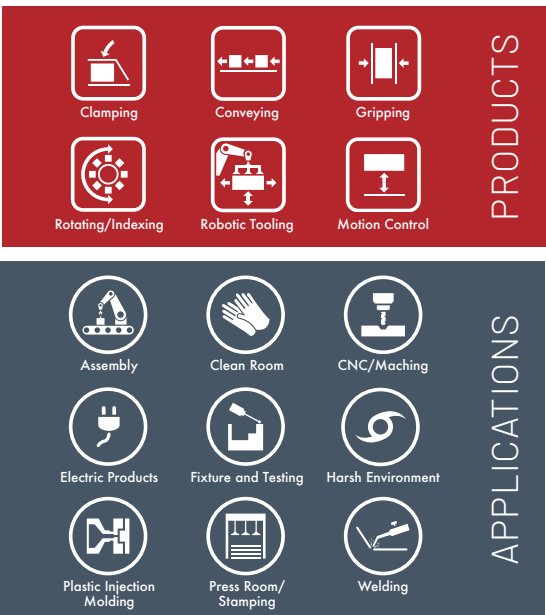 PRODUCTS
Clamping
Conveying
Gripping
Rotating/Indexing
Robotic Tooling
Motion Control
APPLICATIONS
Assembly
Clean Room
CNC/Maching
Electric Products
Fixture and Testing
Harsh Environment
Plastic Injection
Molding
Press Room/
Stamping
Welding